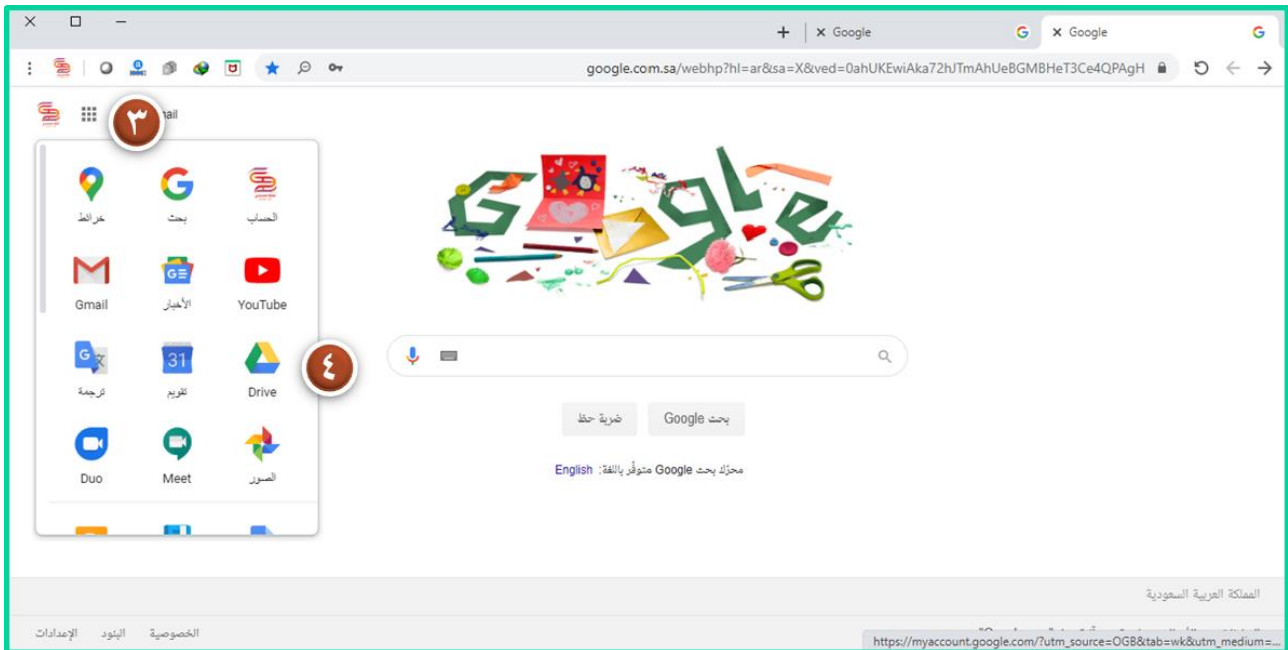 Google
Google
google.com.sa/webhp?hl=ar&sa=X&ved=0ahUKEwiAka72hJTmAhUeBGMBHeT3Ce4QPAgH
٣
الحساب
بحث
خرائط
YouTube
الأخبار
Gmail
Drive
تقويم
ترجمة
٤
31
الصور
Meet
Duo
بحث Google
ضربة حظ
محرّك بحث Google متوفّر باللغة: English
المملكة العربية السعودية
الخصوصية
البنود
الإعدادات
https://myaccount.google.com/?utm_source=OGB&tab=wk&utm_medium=...